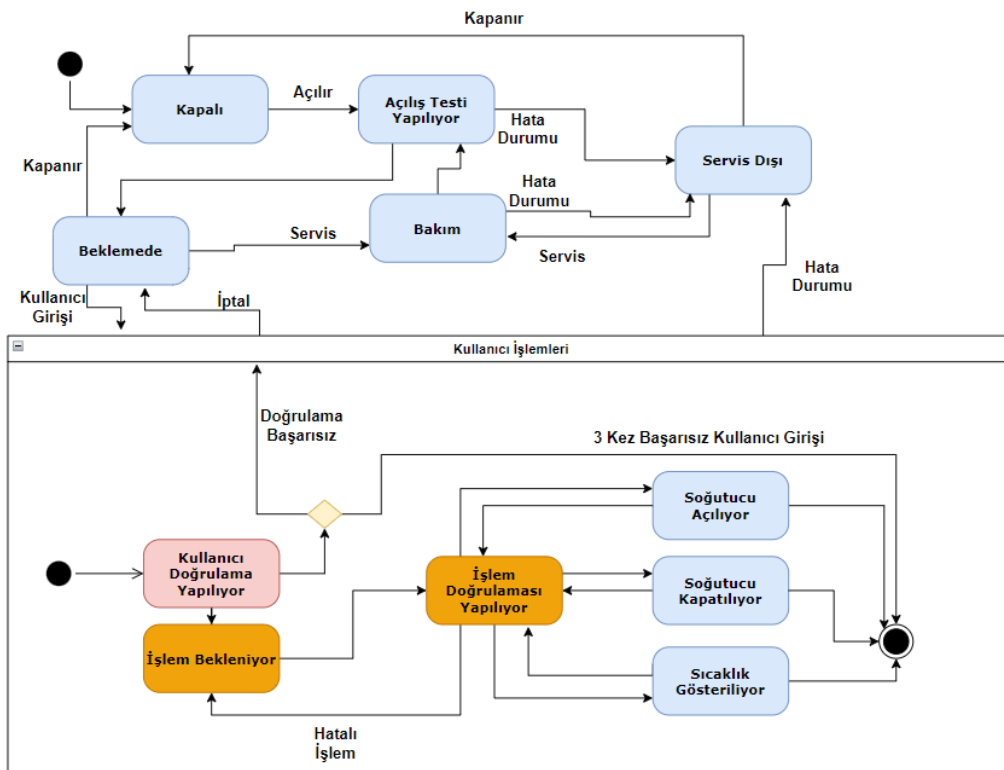 Kapanır
Kapalı
Açılır
Açılış Testi
Yapılıyor
Hata
Durumu
Servis Dışı
Kapanır
Hata
Durumu
Bakım
Beklemede
Servis
Servis
Kullanıcı
Girişi
İptal
Hata
Durumu
Kullanıcı İşlemleri
Doğrulama
Başarısız
3 Kez Başarısız Kullanıcı Girişi
Soğutucu
Açılıyor
Kullanıcı
Doğrulama
Yapılıyor
İşlem
Doğrulaması
Yapılıyor
Soğutucu
Kapatılıyor
İşlem Bekleniyor
Sıcaklık
Gösteriliyor
Hatalı
İşlem